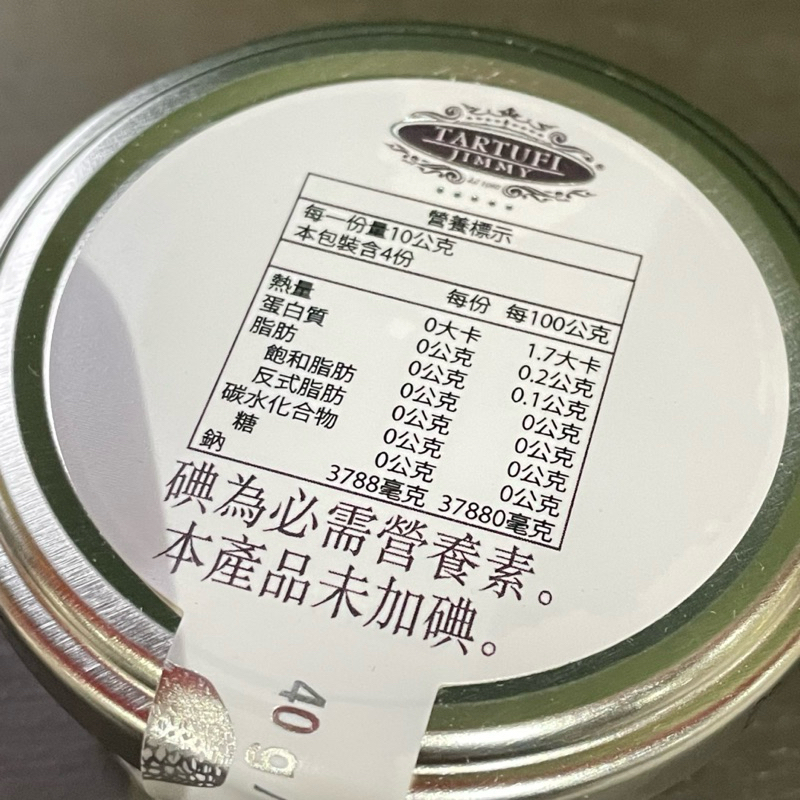 TARTUFI
JIMMY
營養標示
每一份量10公克
本包裝含4份
每份 每100公克
熱量 0大卡 1.7大卡
蛋白質 0公克 0.2公克
脂肪 0公克 0.1公克
飽和脂肪 0公克 0公克
反式脂肪 0公克 0公克
碳水化合物 0公克 0公克
糖 0公克 0公克
鈉 3788毫克 37880毫克
碘為必需營養素。
本產品未加碘。
40g/